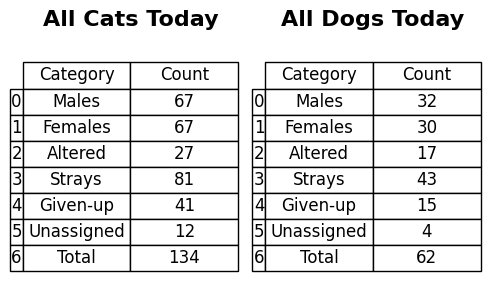 All Cats Today
Category Count
0 Males 67
1 Females 67
2 Altered 27
3 Strays 81
4 Given-up 41
5 Unassigned 12
6 Total 134
All Dogs Today
Category Count
0 Males 32
1 Females 30
2 Altered 17
3 Strays 43
4 Given-up 15
5 Unassigned 4
6 Total 62